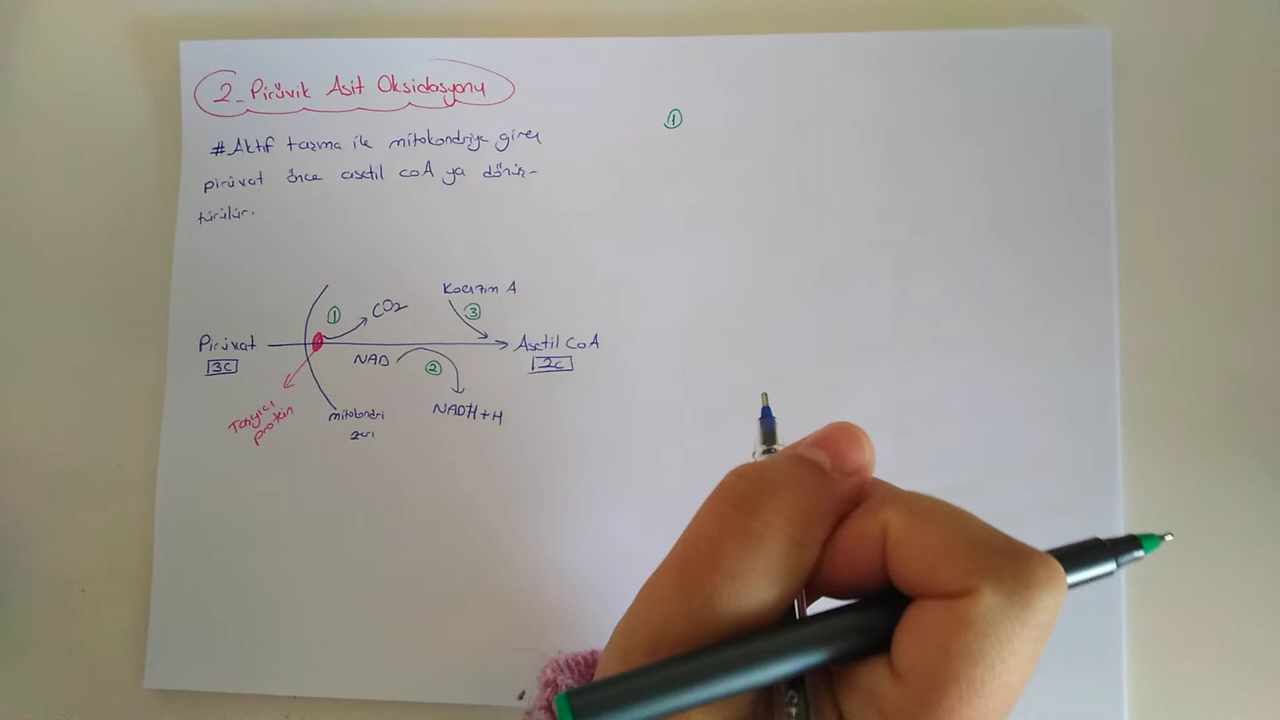 2- Pirüvik Asit Oksidasyonu
# Aktif taşıma ile mitokondriye giren
pirüvat önce asetil coA ya dönüş-
türülür.
①
Koenzim A
① CO2
③
Pirüvat
Asetil CoA
3C
NAD
②
2C
Taşıyıcı
protein
mitokondri
zarı
NADH+H